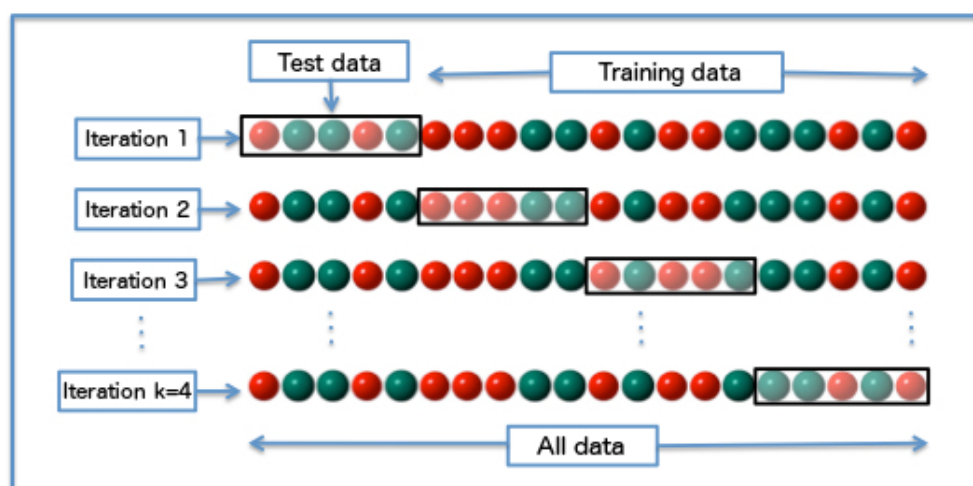 Test data
Training data
Iteration 1
Iteration 2
Iteration 3
Iteration k=4
All data